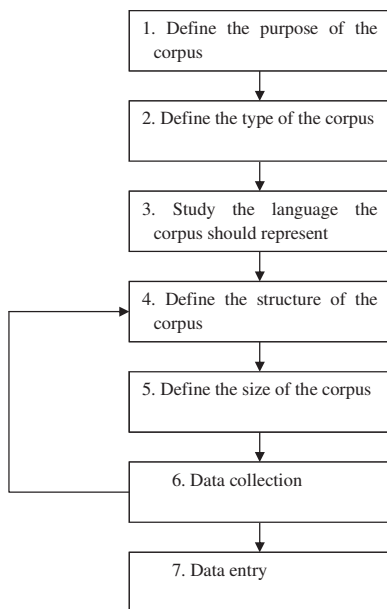 1. Define the purpose of the
corpus
2. Define the type of the corpus
3. Study the language the
corpus should represent
4. Define the structure of the
corpus
5. Define the size of the corpus
6. Data collection
7. Data entry